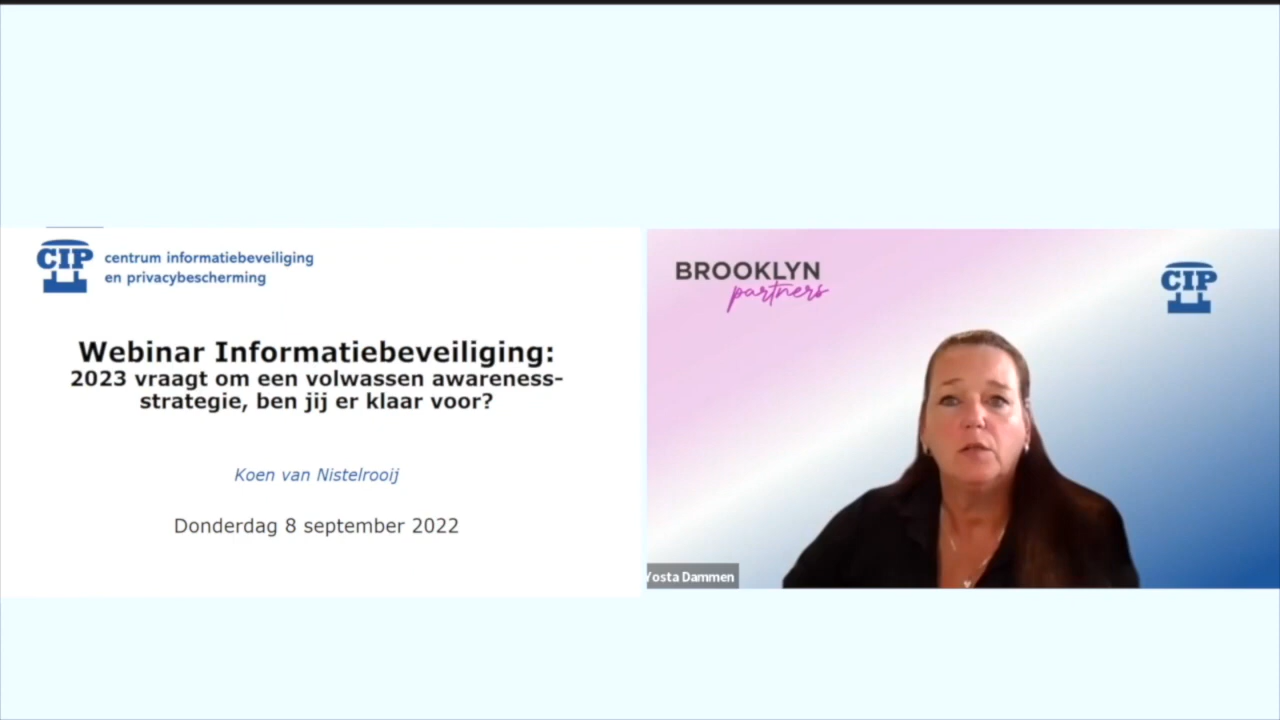 CIP
centrum informatiebeveiliging
en privacybescherming
Webinar Informatiebeveiliging:
2023 vraagt om een volwassen awareness-
strategie, ben jij er klaar voor?
Koen van Nistelrooij
Donderdag 8 september 2022
BROOKLYN
partners
CIP
Yosta Dammen